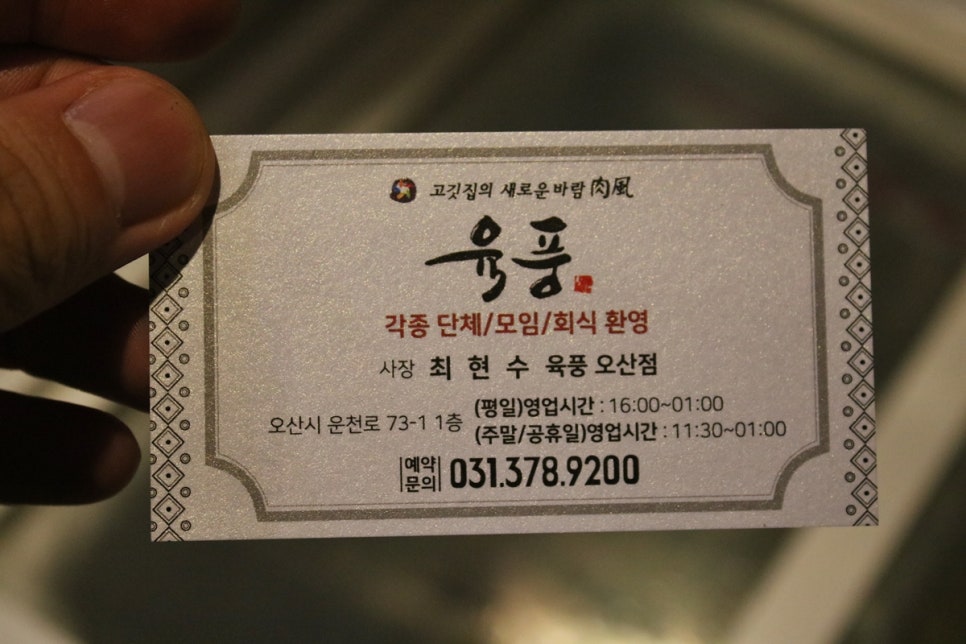 고깃집의 새로운 바람 肉風
육풍
각종 단체/모임/회식 환영
사장 최 현 수 육풍 오산점
오산시 운천로 73-1 1층
(평일)영업시간 : 16:00~01:00
(주말/공휴일)영업시간 : 11:30~01:00
예약
문의
031.378.9200